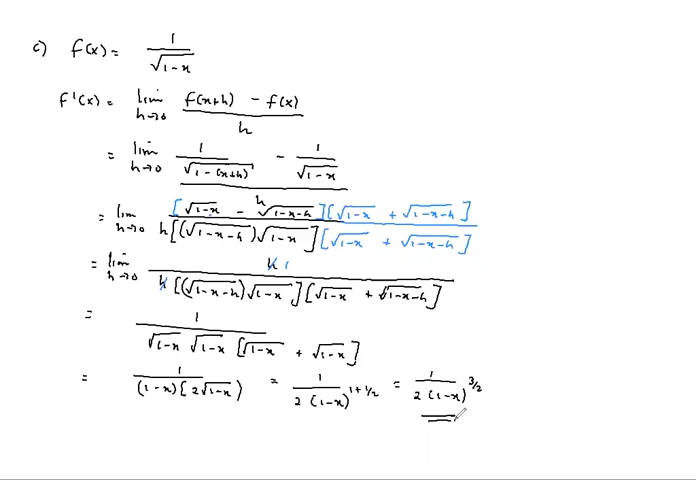 c) f(x) = 1/√(1-x)
f'(x) = lim h→0 (f(x+h) - f(x))/h
= lim h→0 (1/√(1-(x+h)) - 1/√(1-x))/h
= lim h→0 [√(1-x) - √(1-x-h)][√(1-x) + √(1-x-h)] / h[(√(1-x-h))√(1-x)][√(1-x) + √(1-x-h)]
= lim h→0 h 1 / h[(√(1-x-h))√(1-x)][√(1-x) + √(1-x-h)]
= 1 / √(1-x) √(1-x) [√(1-x) + √(1-x)]
= 1/(1-x)[2√(1-x)] = 1/2(1-x)^(1+1/2) = 1/2(1-x)^(3/2)